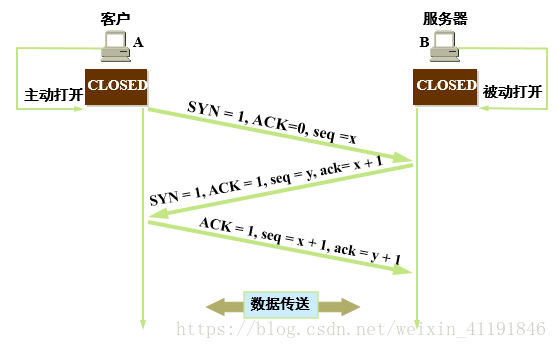 客户
服务器
A
B
CLOSED
CLOSED
主动打开
被动打开
SYN = 1, ACK=0, seq =x
SYN = 1, ACK = 1, seq = y, ack= x + 1
ACK = 1, seq = x + 1, ack = y + 1
数据传送
https://blog.csdn.net/weixin_41191846